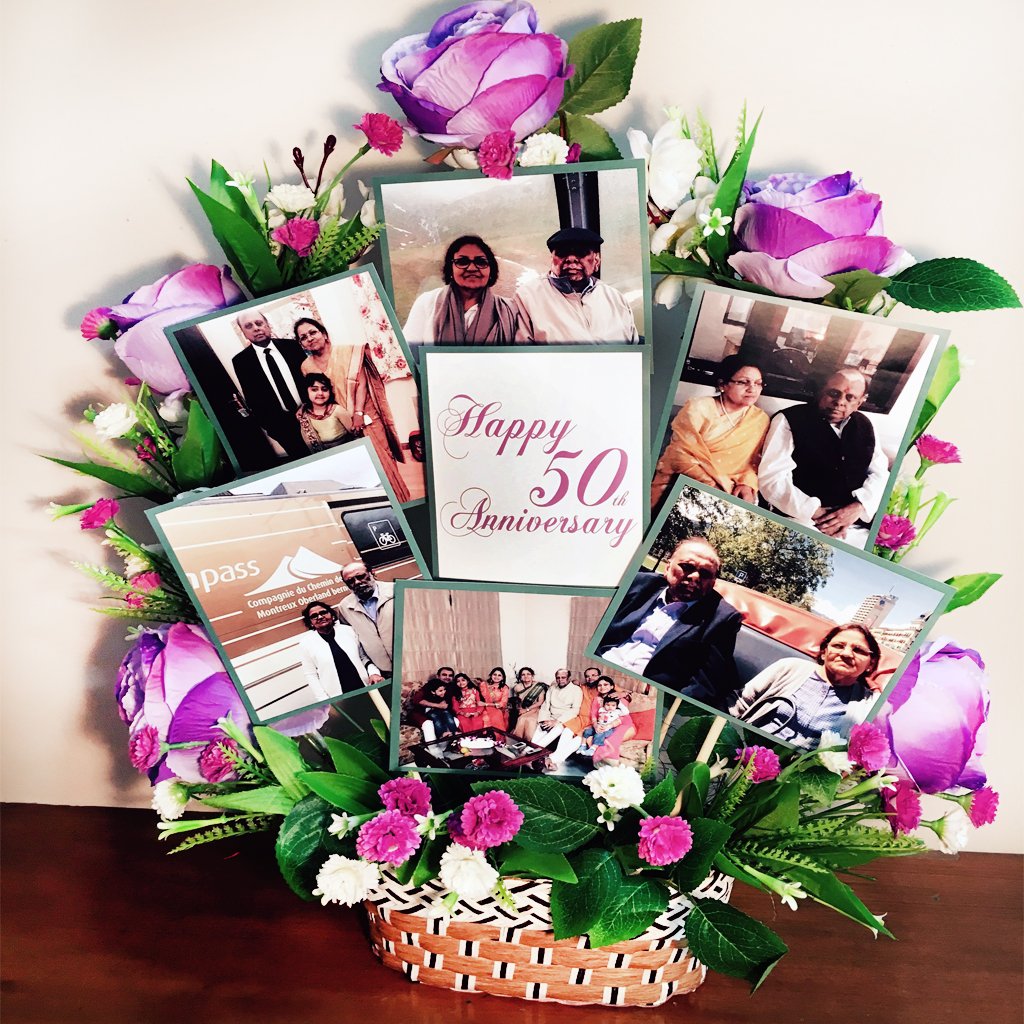 Happy
50th
Anniversary
pass
Compagnie du Chemin de
Montreux Oberland bern